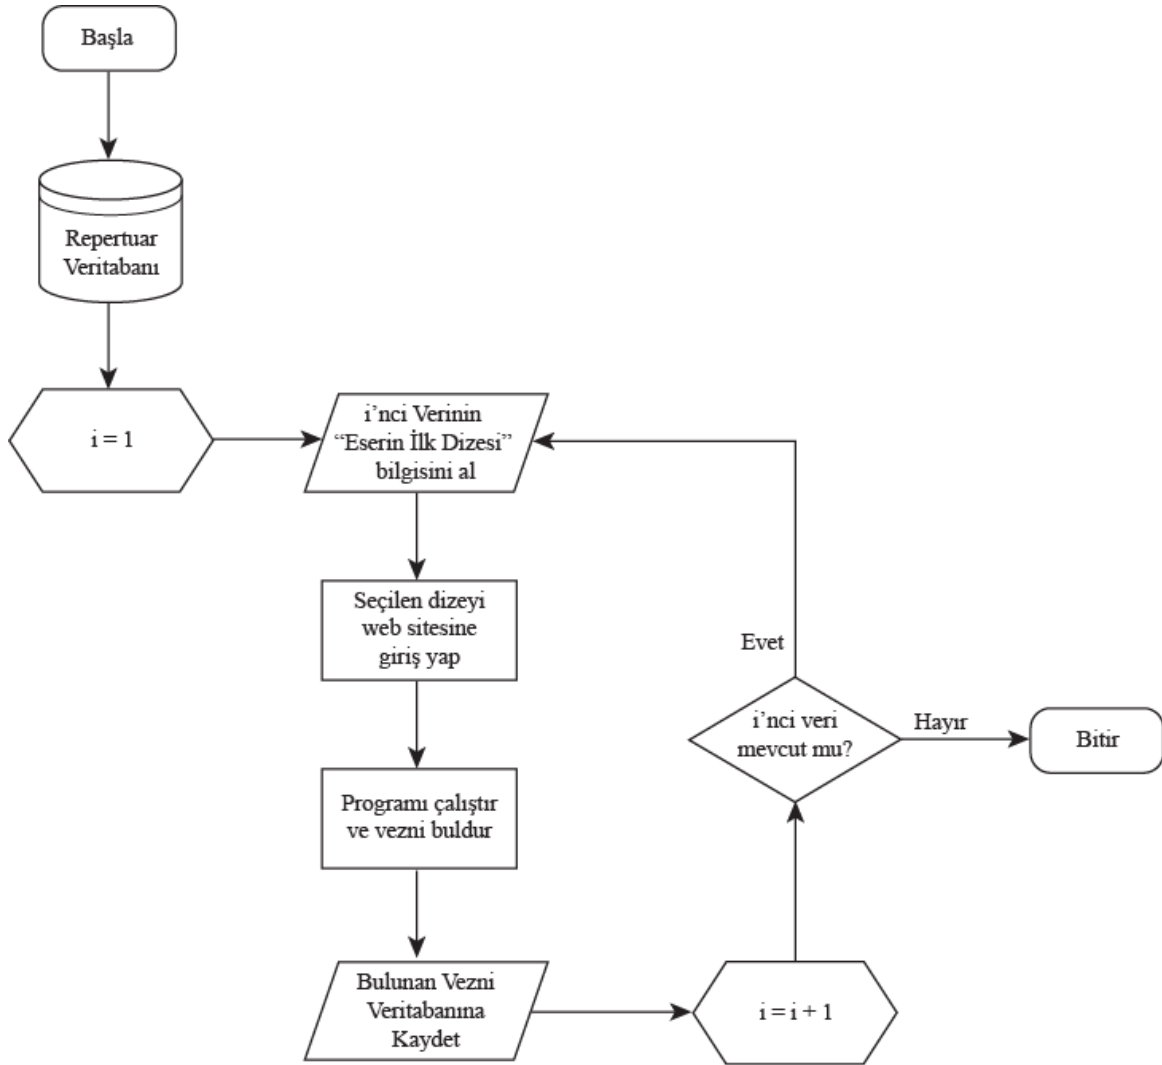 Başla
Repertuar
Veritabanı
i = 1
i’nci Verinin
“Eserin İlk Dizesi”
bilgisini al
Seçilen dizeyi
web sitesine
giriş yap
Programı çalıştır
ve vezni buldur
Bulunan Vezni
Veritabanına
Kaydet
i = i + 1
i’nci veri
mevcut mu?
Evet
Hayır
Bitir